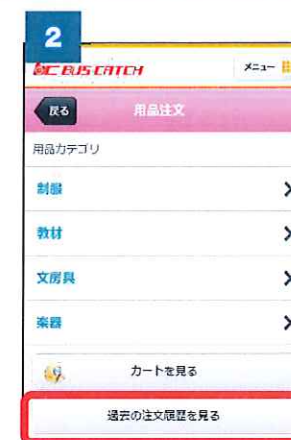 2
BUS CATCH
メニュー
戻る
用品注文
用品カテゴリ
制服
教材
文房具
楽器
カートを見る
過去の注文履歴を見る